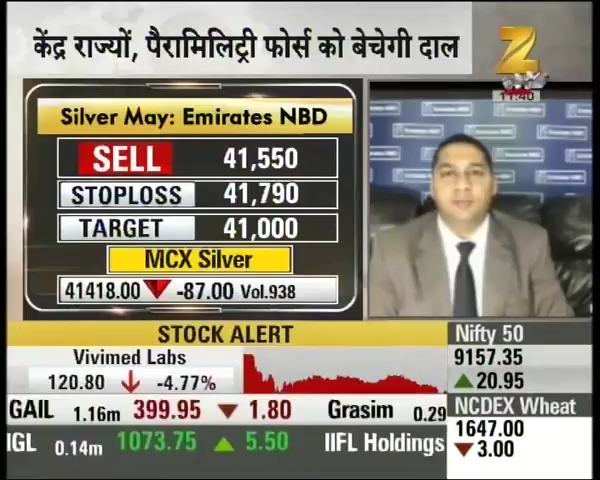 केंद्र राज्यों, पैरामिलिट्री फोर्स को बेचेगी दाल
Z
11:40
Silver May: Emirates NBD
SELL 41,550
STOPLOSS 41,790
TARGET 41,000
MCX Silver
41418.00 -87.00 Vol.938
STOCK ALERT
Vivimed Labs
120.80 -4.77%
Nifty 50
9157.35
20.95
GAIL 1.16m 399.95 1.80 Grasim 0.29
IGL 0.14m 1073.75 5.50 IIFL Holdings
NCDEX Wheat
1647.00
3.00